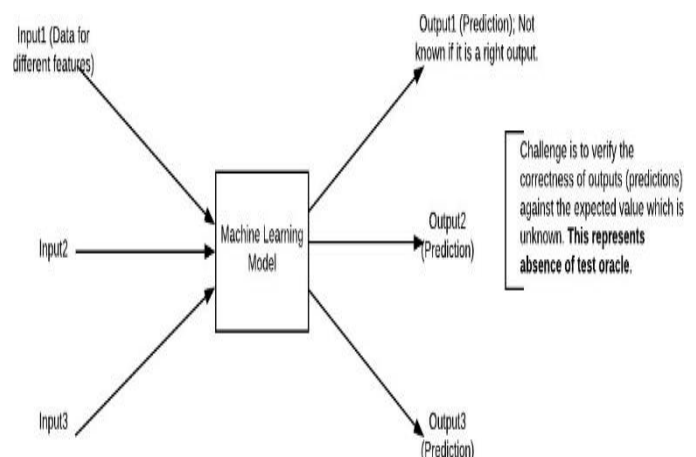 Input1 (Data for
different features)
Output1 (Prediction); Not
known if it is a right output.
Challenge is to verify the
correctness of outputs (predictions)
against the expected value which is
unknown. This represents
absence of test oracle.
Machine Learning
Model
Input2
Output2
(Prediction)
Input3
Output3
(Prediction)